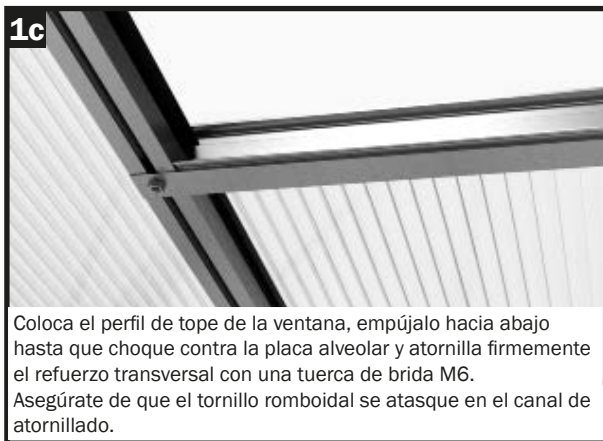 1c
Coloca el perfil de tope de la ventana, empújalo hacia abajo
hasta que choque contra la placa alveolar y atornilla firmemente
el refuerzo transversal con una tuerca de brida M6.
Asegúrate de que el tornillo romboidal se atasque en el canal de
atornillado.